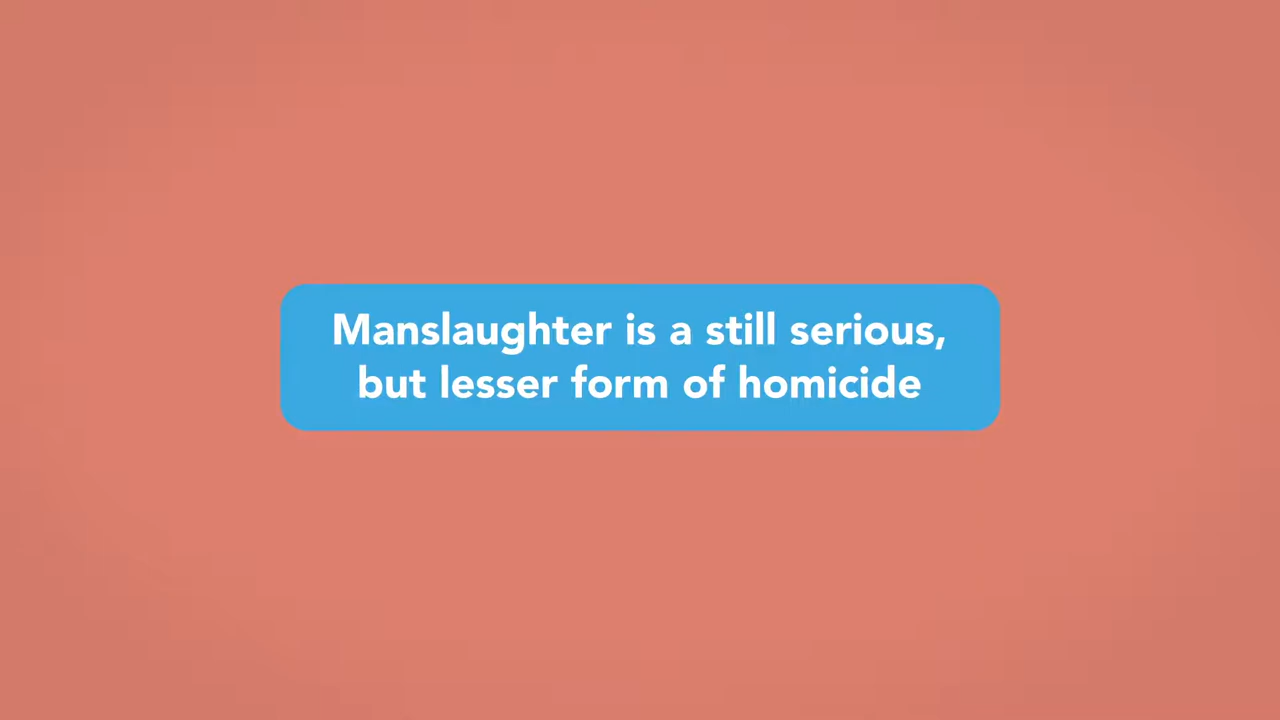 Manslaughter is a still serious,
but lesser form of homicide